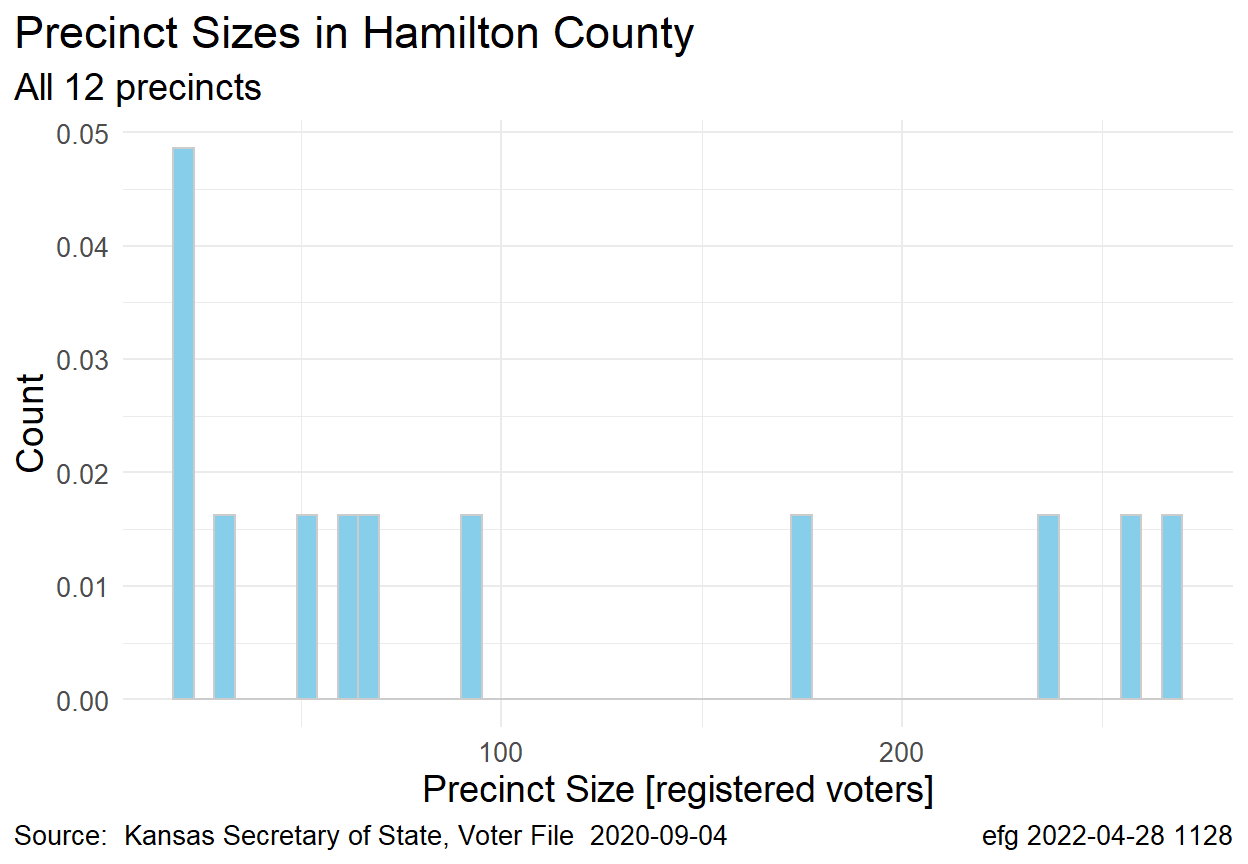 Precinct Sizes in Hamilton County
All 12 precincts
0.05
0.04
0.03
0.02
0.01
0.00
Count
100 200
Precinct Size [registered voters]
Source:  Kansas Secretary of State, Voter File  2020-09-04 efg 2022-04-28 1128